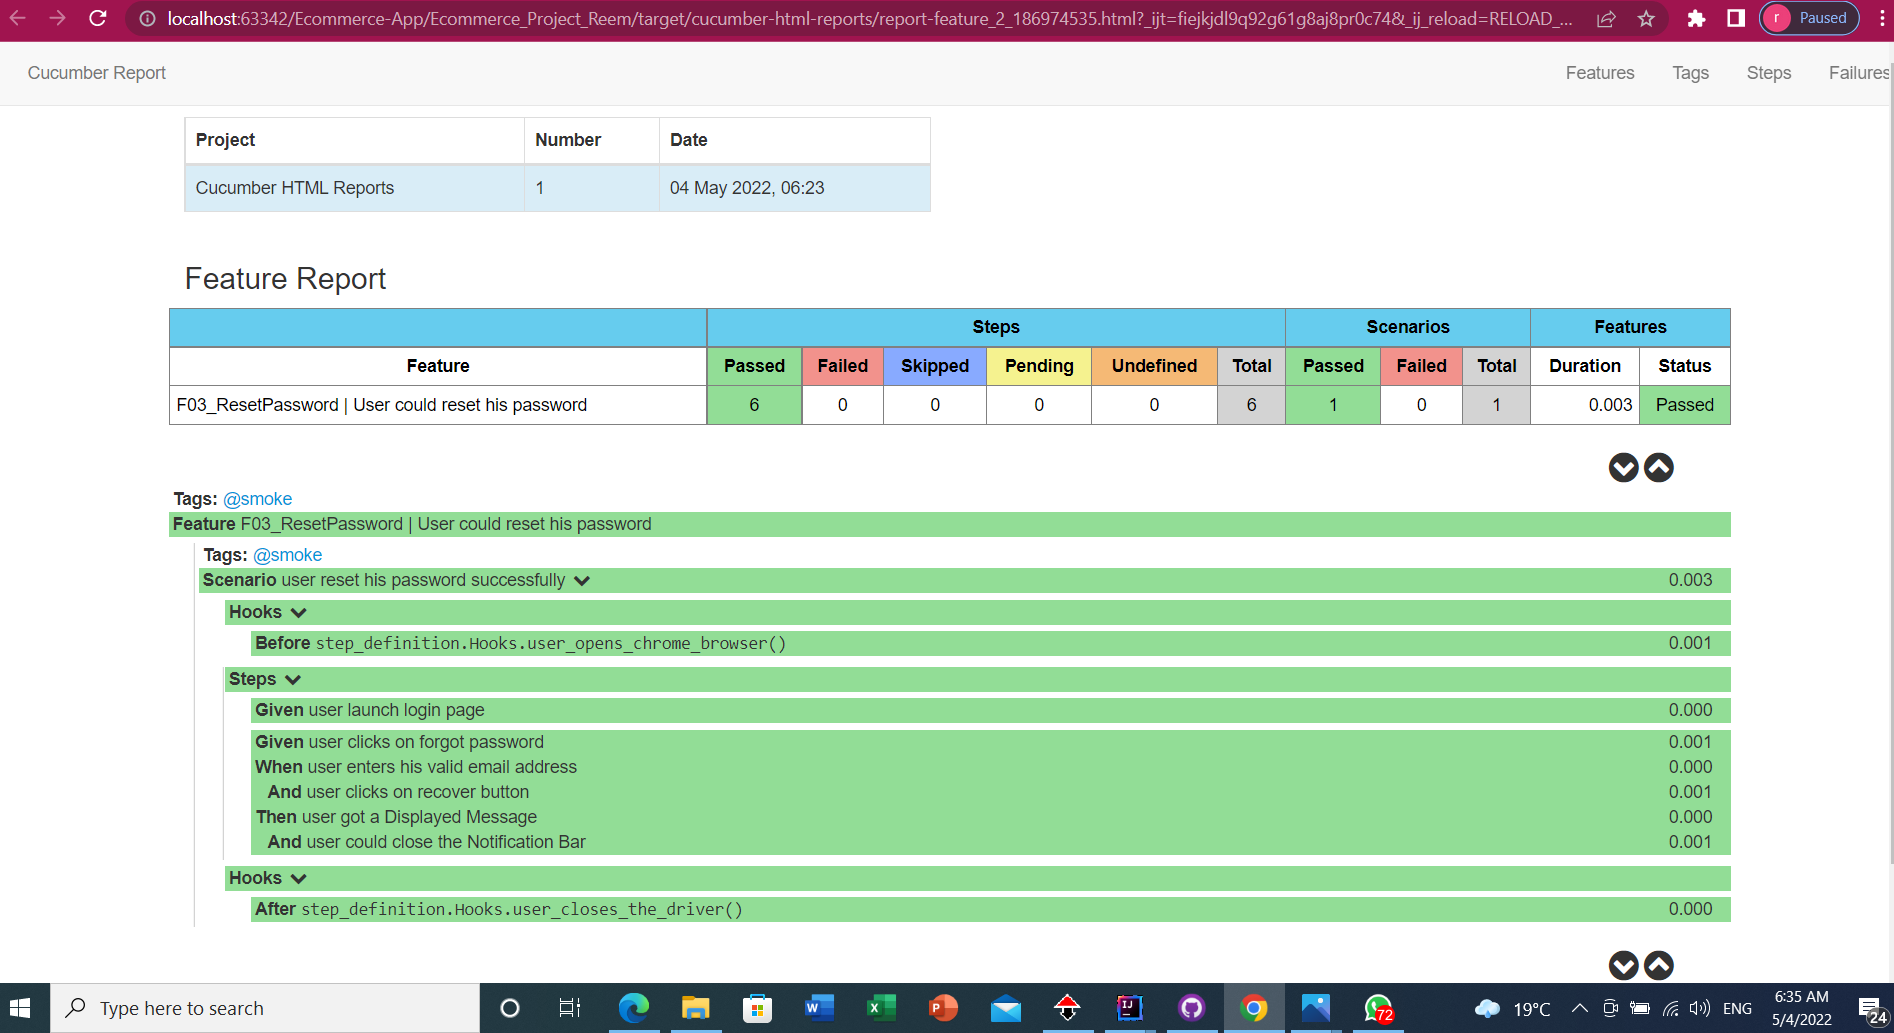 localhost:63342/Ecommerce-App/Ecommerce_Project_Reem/target/cucumber-html-reports/report-feature_2_186974535.html?_ijt=fiejkjdl9q92g61g8aj8pr0c74&_ij_reload=RELOAD_...
r Paused
Cucumber Report Features Tags Steps Failures
Project Number Date
Cucumber HTML Reports 1 04 May 2022, 06:23
Feature Report
Steps Scenarios Features
Feature Passed Failed Skipped Pending Undefined Total Passed Failed Total Duration Status
F03_ResetPassword | User could reset his password 6 0 0 0 0 6 1 0 1 0.003 Passed
Tags: @smoke
Feature F03_ResetPassword | User could reset his password
Tags: @smoke
Scenario user reset his password successfully 0.003
Hooks
Before step_definition.Hooks.user_opens_chrome_browser() 0.001
Steps
Given user launch login page 0.000
Given user clicks on forgot password 0.001
When user enters his valid email address 0.000
And user clicks on recover button 0.001
Then user got a Displayed Message 0.000
And user could close the Notification Bar 0.001
Hooks
After step_definition.Hooks.user_closes_the_driver() 0.000
Type here to search
W X P IJ 72
19°C ENG
6:35 AM
5/4/2022
24